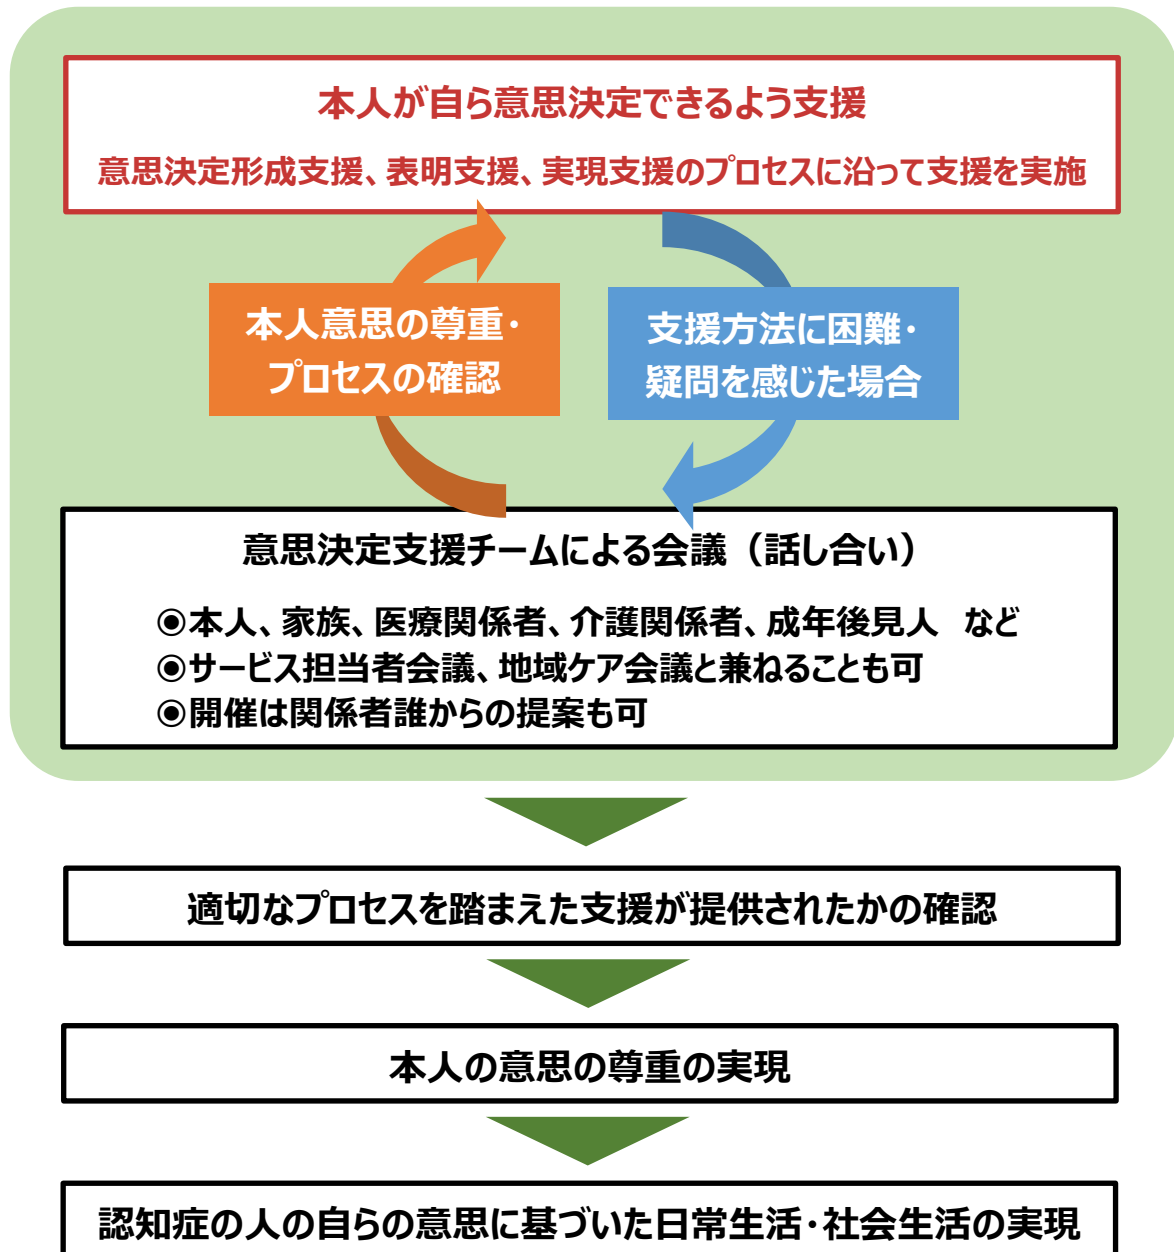 本人が自ら意思決定できるよう支援
意思決定形成支援、表明支援、実現支援のプロセスに沿って支援を実施
本人意思の尊重・
プロセスの確認
支援方法に困難・
疑問を感じた場合
意思決定支援チームによる会議（話し合い）
◉本人、家族、医療関係者、介護関係者、成年後見人　など
◉サービス担当者会議、地域ケア会議と兼ねることも可
◉開催は関係者誰からの提案も可
適切なプロセスを踏まえた支援が提供されたかの確認
本人の意思の尊重の実現
認知症の人の自らの意思に基づいた日常生活・社会生活の実現